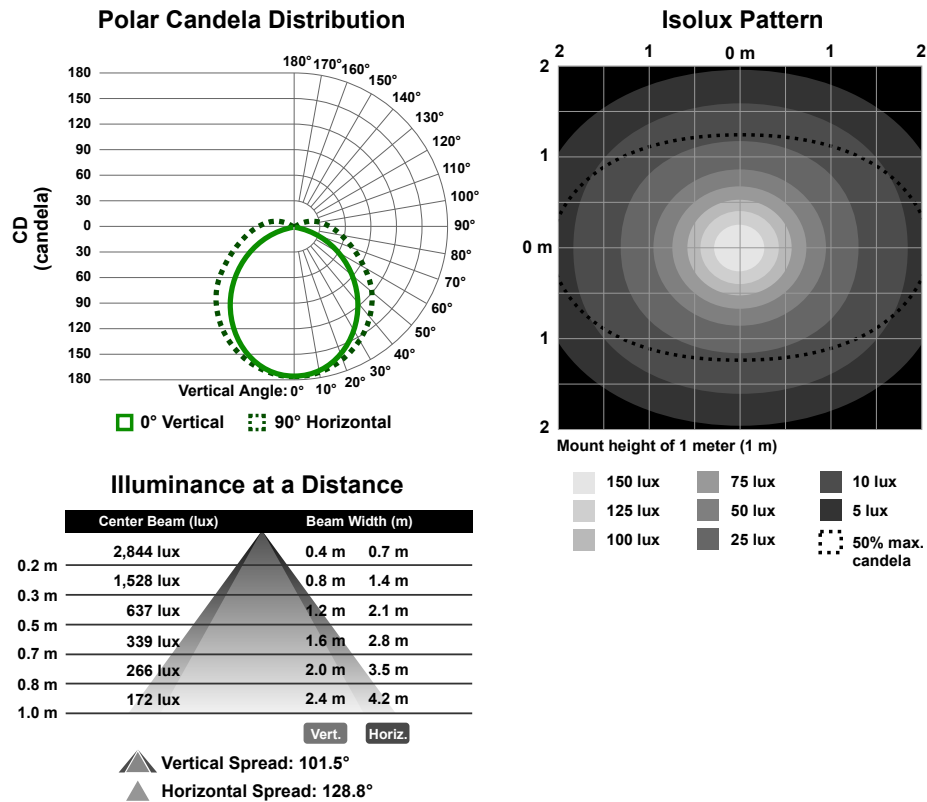 Polar Candela Distribution
180° 170° 160° 150° 140° 130° 120° 110° 100° 90° 80° 70° 60° 50° 40° 30° 20° 10° 0°
180
150
120
90
60
30
0
30
60
90
120
150
180
CD
(candela)
Vertical Angle:
0° Vertical 90° Horizontal
Isolux Pattern
2 1 0 m 1 2
2
1
0 m
1
2
Mount height of 1 meter (1 m)
150 lux 75 lux 10 lux
125 lux 50 lux 5 lux
100 lux 25 lux 50% max.
candela
Illuminance at a Distance
Center Beam (lux) Beam Width (m)
2,844 lux 0.4 m 0.7 m
0.2 m
1,528 lux 0.8 m 1.4 m
0.3 m
637 lux 1.2 m 2.1 m
0.5 m
339 lux 1.6 m 2.8 m
0.7 m
266 lux 2.0 m 3.5 m
0.8 m
172 lux 2.4 m 4.2 m
1.0 m
Vert. Horiz.
Vertical Spread: 101.5°
Horizontal Spread: 128.8°